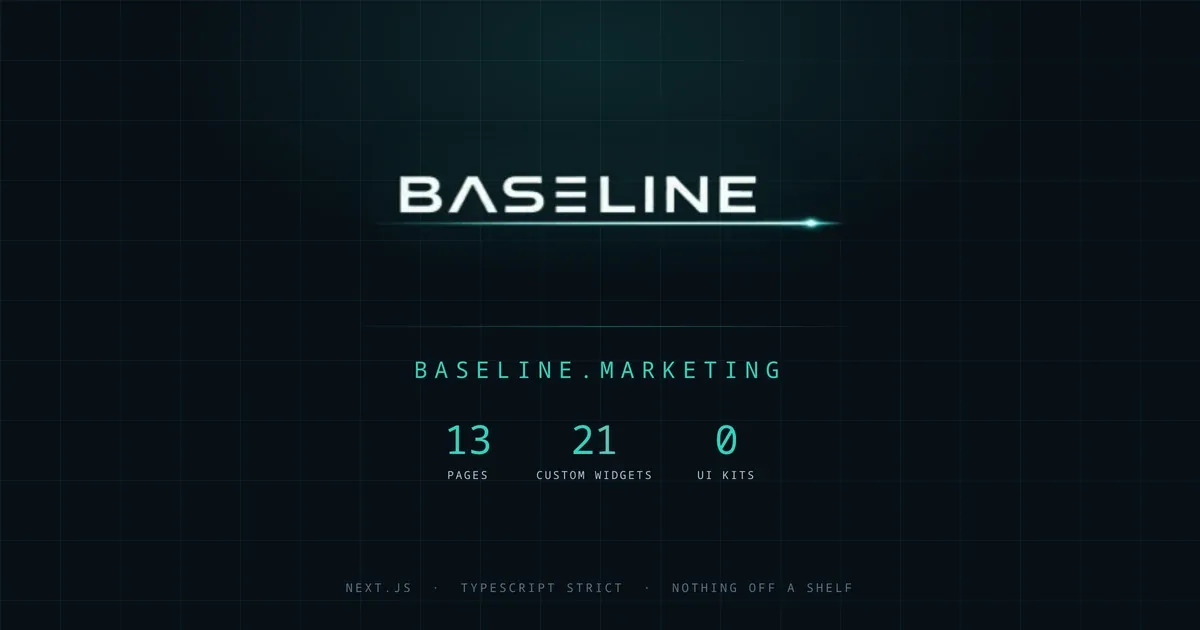 BASELINE
BASELINE.MARKETING
13 21 0
PAGES CUSTOM WIDGETS UI KITS
NEXT.JS · TYPESCRIPT STRICT · NOTHING OFF A SHELF